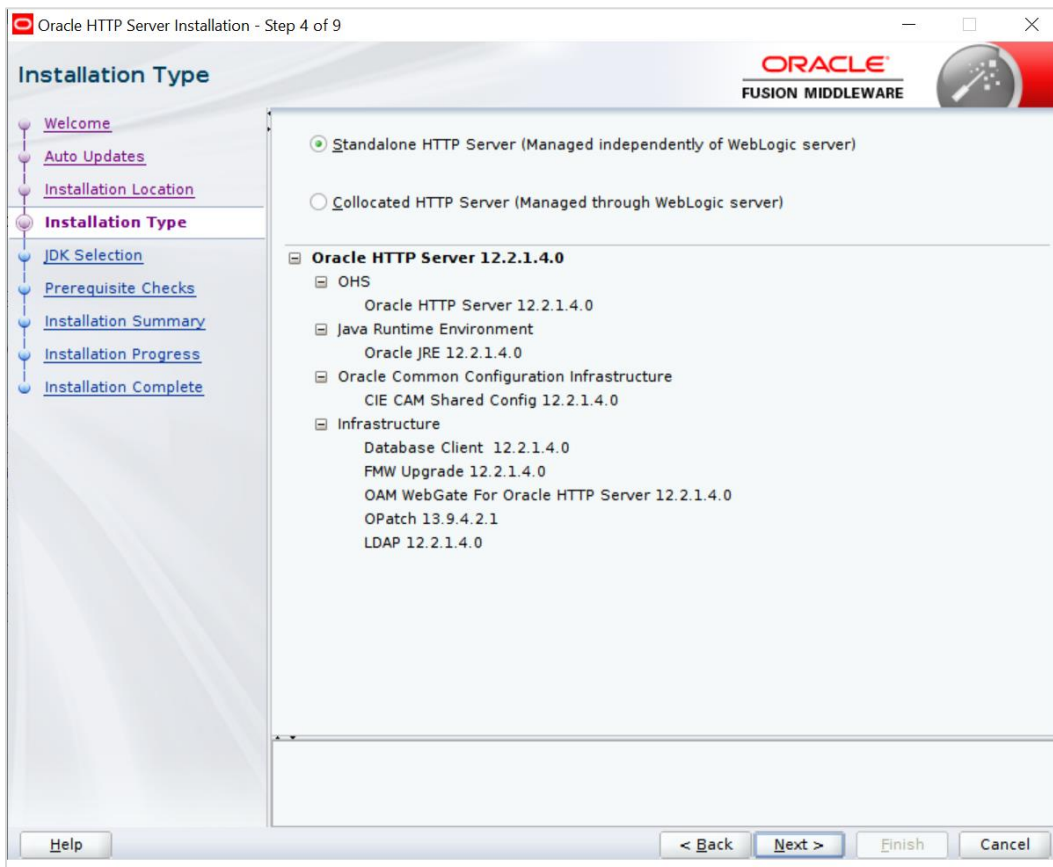 Oracle HTTP Server Installation - Step 4 of 9
Installation Type
ORACLE
FUSION MIDDLEWARE
Welcome
Auto Updates
Installation Location
Installation Type
JDK Selection
Prerequisite Checks
Installation Summary
Installation Progress
Installation Complete
Standalone HTTP Server (Managed independently of WebLogic server)
Collocated HTTP Server (Managed through WebLogic server)
Oracle HTTP Server 12.2.1.4.0
OHS
Oracle HTTP Server 12.2.1.4.0
Java Runtime Environment
Oracle JRE 12.2.1.4.0
Oracle Common Configuration Infrastructure
CIE CAM Shared Config 12.2.1.4.0
Infrastructure
Database Client 12.2.1.4.0
FMW Upgrade 12.2.1.4.0
OAM WebGate For Oracle HTTP Server 12.2.1.4.0
OPatch 13.9.4.2.1
LDAP 12.2.1.4.0
Help
< Back
Next >
Finish
Cancel